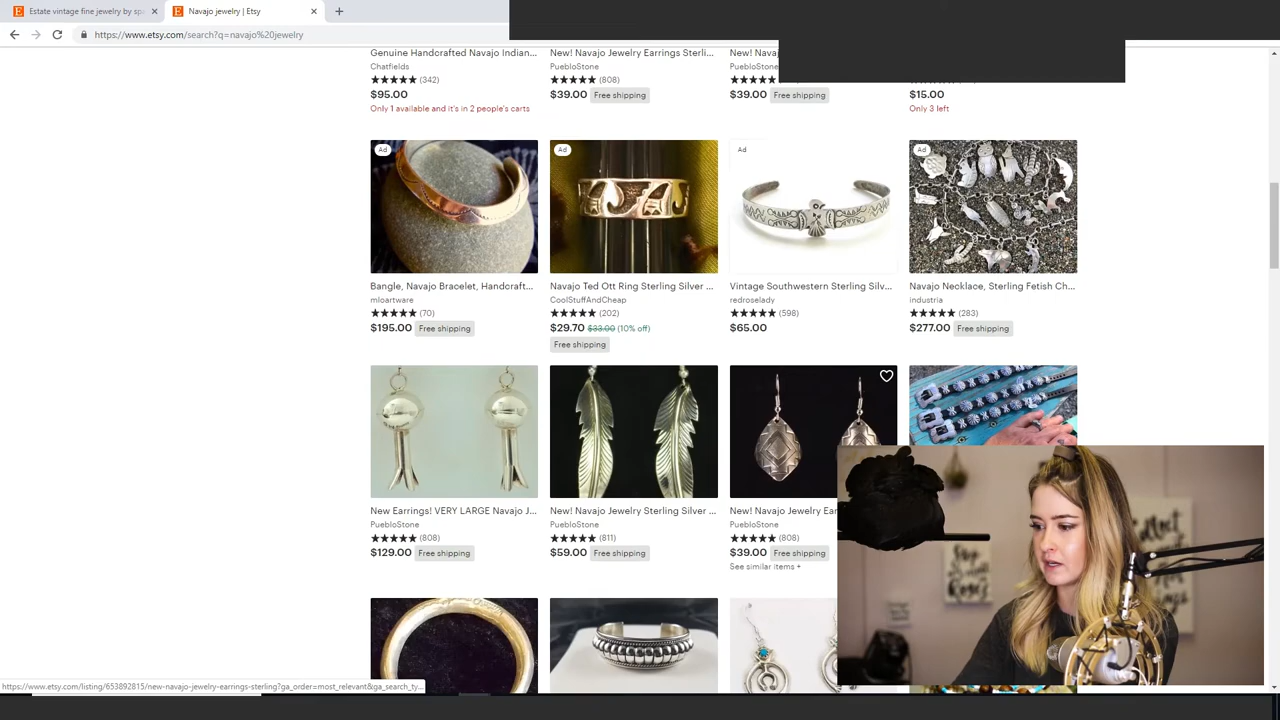 Estate vintage fine jewelry by spa
Navajo jewelry | Etsy
https://www.etsy.com/search?q=navajo%20jewelry
Genuine Handcrafted Navajo Indian...
Chatfields
(342)
$95.00
Only 1 available and it's in 2 people's carts
New! Navajo Jewelry Earrings Sterli...
PuebloStone
(808)
$39.00 Free shipping
New! Nava
PuebloStone
$39.00 Free shipping
$15.00
Only 3 left
Ad
Bangle, Navajo Bracelet, Handcraft...
mloartware
(70)
$195.00 Free shipping
Ad
Navajo Ted Ott Ring Sterling Silver ...
CoolStuffAndCheap
(202)
$29.70 $33.00 (10% off)
Free shipping
Ad
Vintage Southwestern Sterling Silv...
redroselady
(598)
$65.00
Ad
Navajo Necklace, Sterling Fetish Ch...
industria
(283)
$277.00 Free shipping
New Earrings! VERY LARGE Navajo J...
PuebloStone
(808)
$129.00 Free shipping
New! Navajo Jewelry Sterling Silver ...
PuebloStone
(811)
$59.00 Free shipping
New! Navajo Jewelry Ear
PuebloStone
(808)
$39.00 Free shipping
See similar items +
https://www.etsy.com/listing/653892815/new-navajo-jewelry-earrings-sterling?ga_order=most_relevant&ga_search_ty...